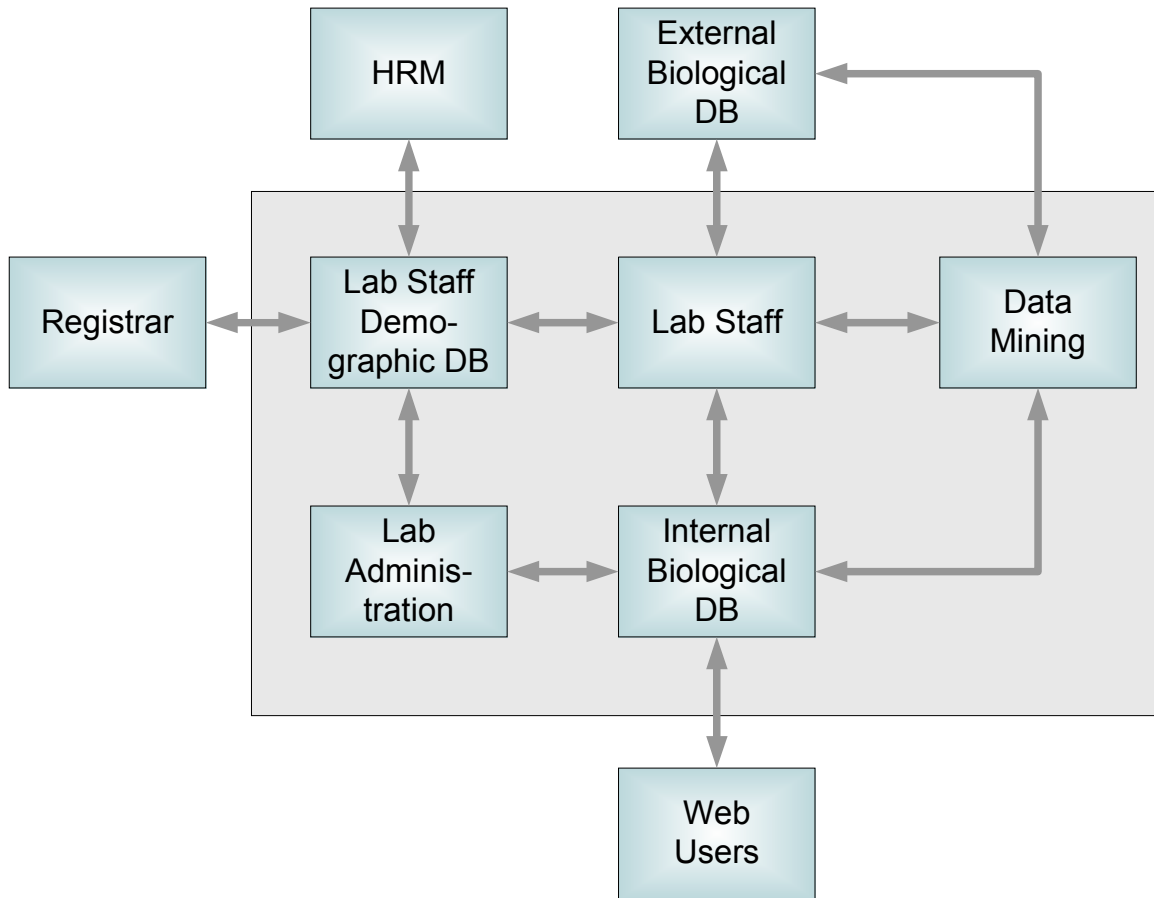 HRM
External
Biological
DB
Registrar
Lab Staff
Demo-
graphic DB
Lab Staff
Data
Mining
Lab
Adminis-
tration
Internal
Biological
DB
Web
Users